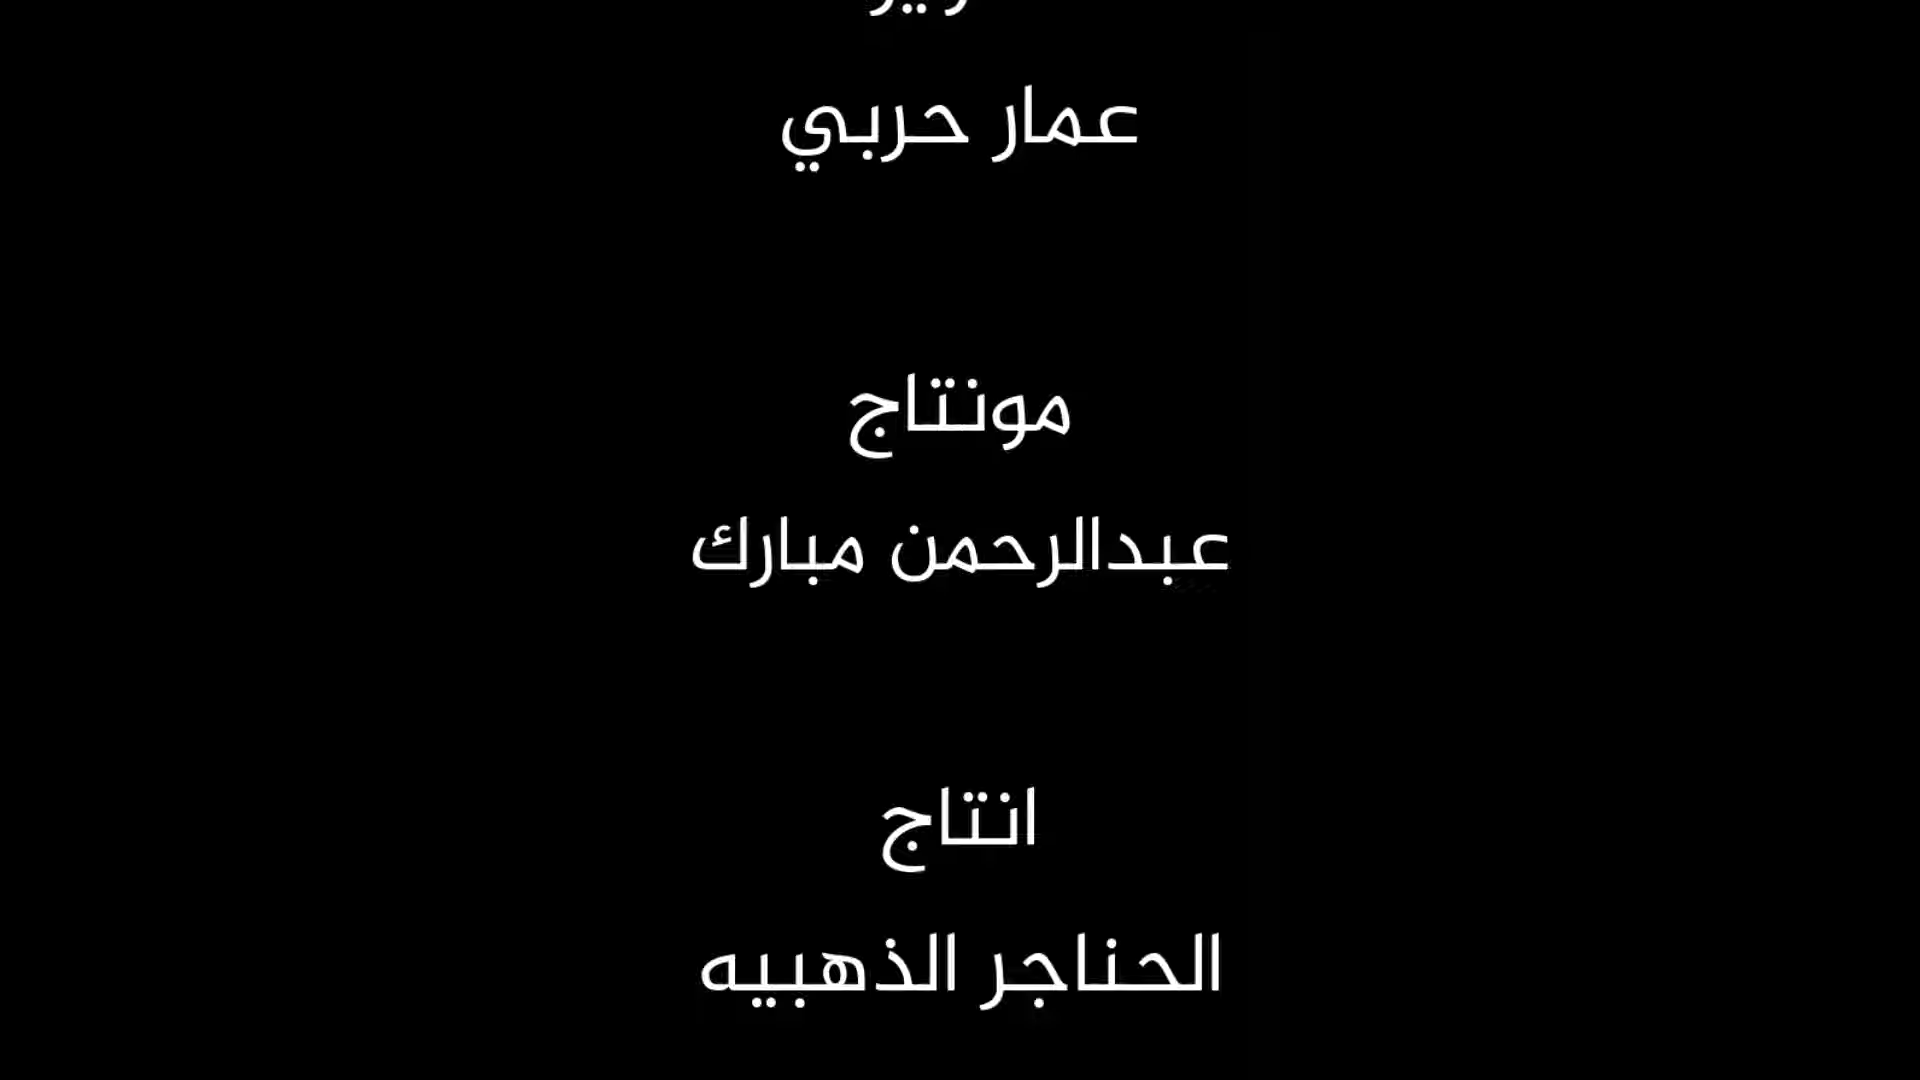 عمار حربي
مونتاج
عبدالرحمن مبارك
انتاج
الحناجر الذهبيه